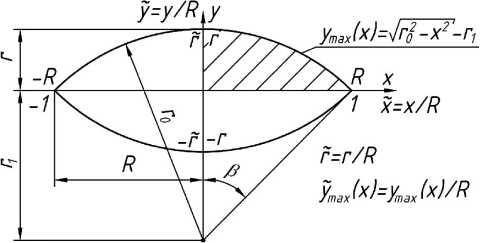 ỹ=y/R
y
y_max(x)=√r₀²-x²-r₁
r
r̃
r
-R
R
x
-1
1
x̃=x/R
r₀
-r̃
-r
r₁
R
β
r̃=r/R
ỹ_max(x)=y_max(x)/R